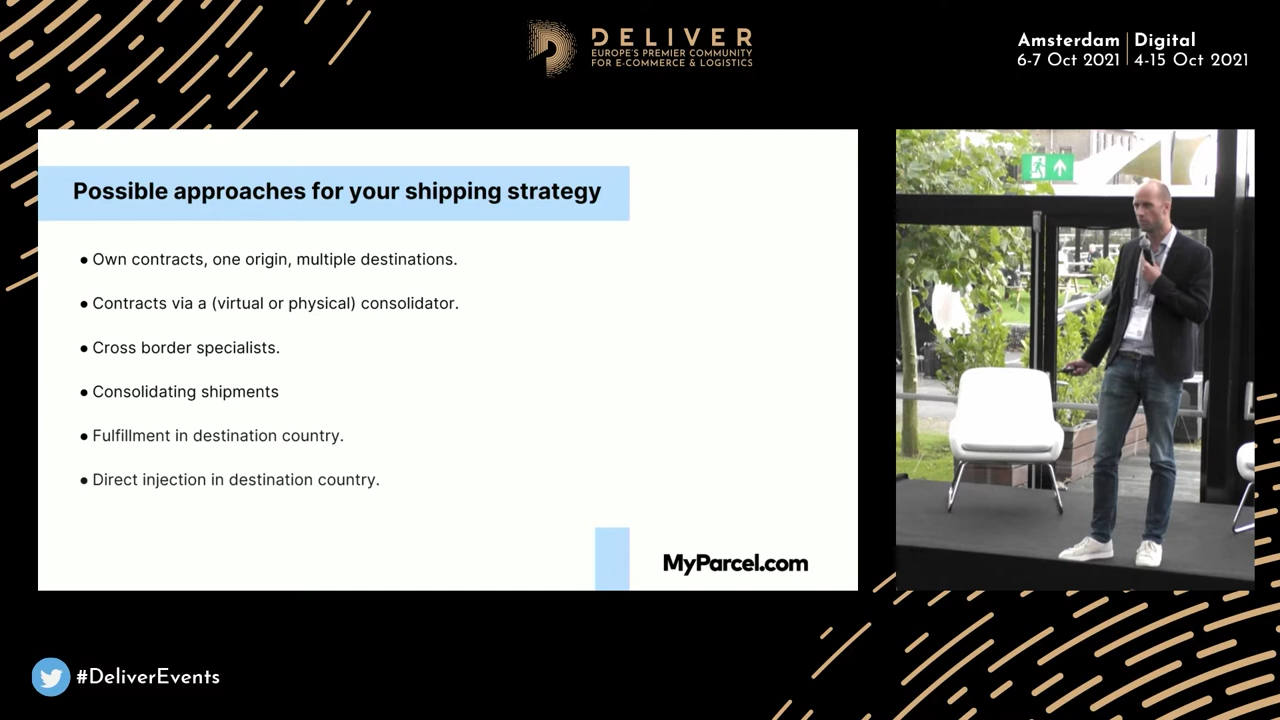 DELIVER
EUROPE'S PREMIER COMMUNITY
FOR E-COMMERCE & LOGISTICS
Amsterdam | Digital
6-7 Oct 2021 | 4-15 Oct 2021
Possible approaches for your shipping strategy
● Own contracts, one origin, multiple destinations.
● Contracts via a (virtual or physical) consolidator.
● Cross border specialists.
● Consolidating shipments
● Fulfillment in destination country.
● Direct injection in destination country.
MyParcel.com
#DeliverEvents